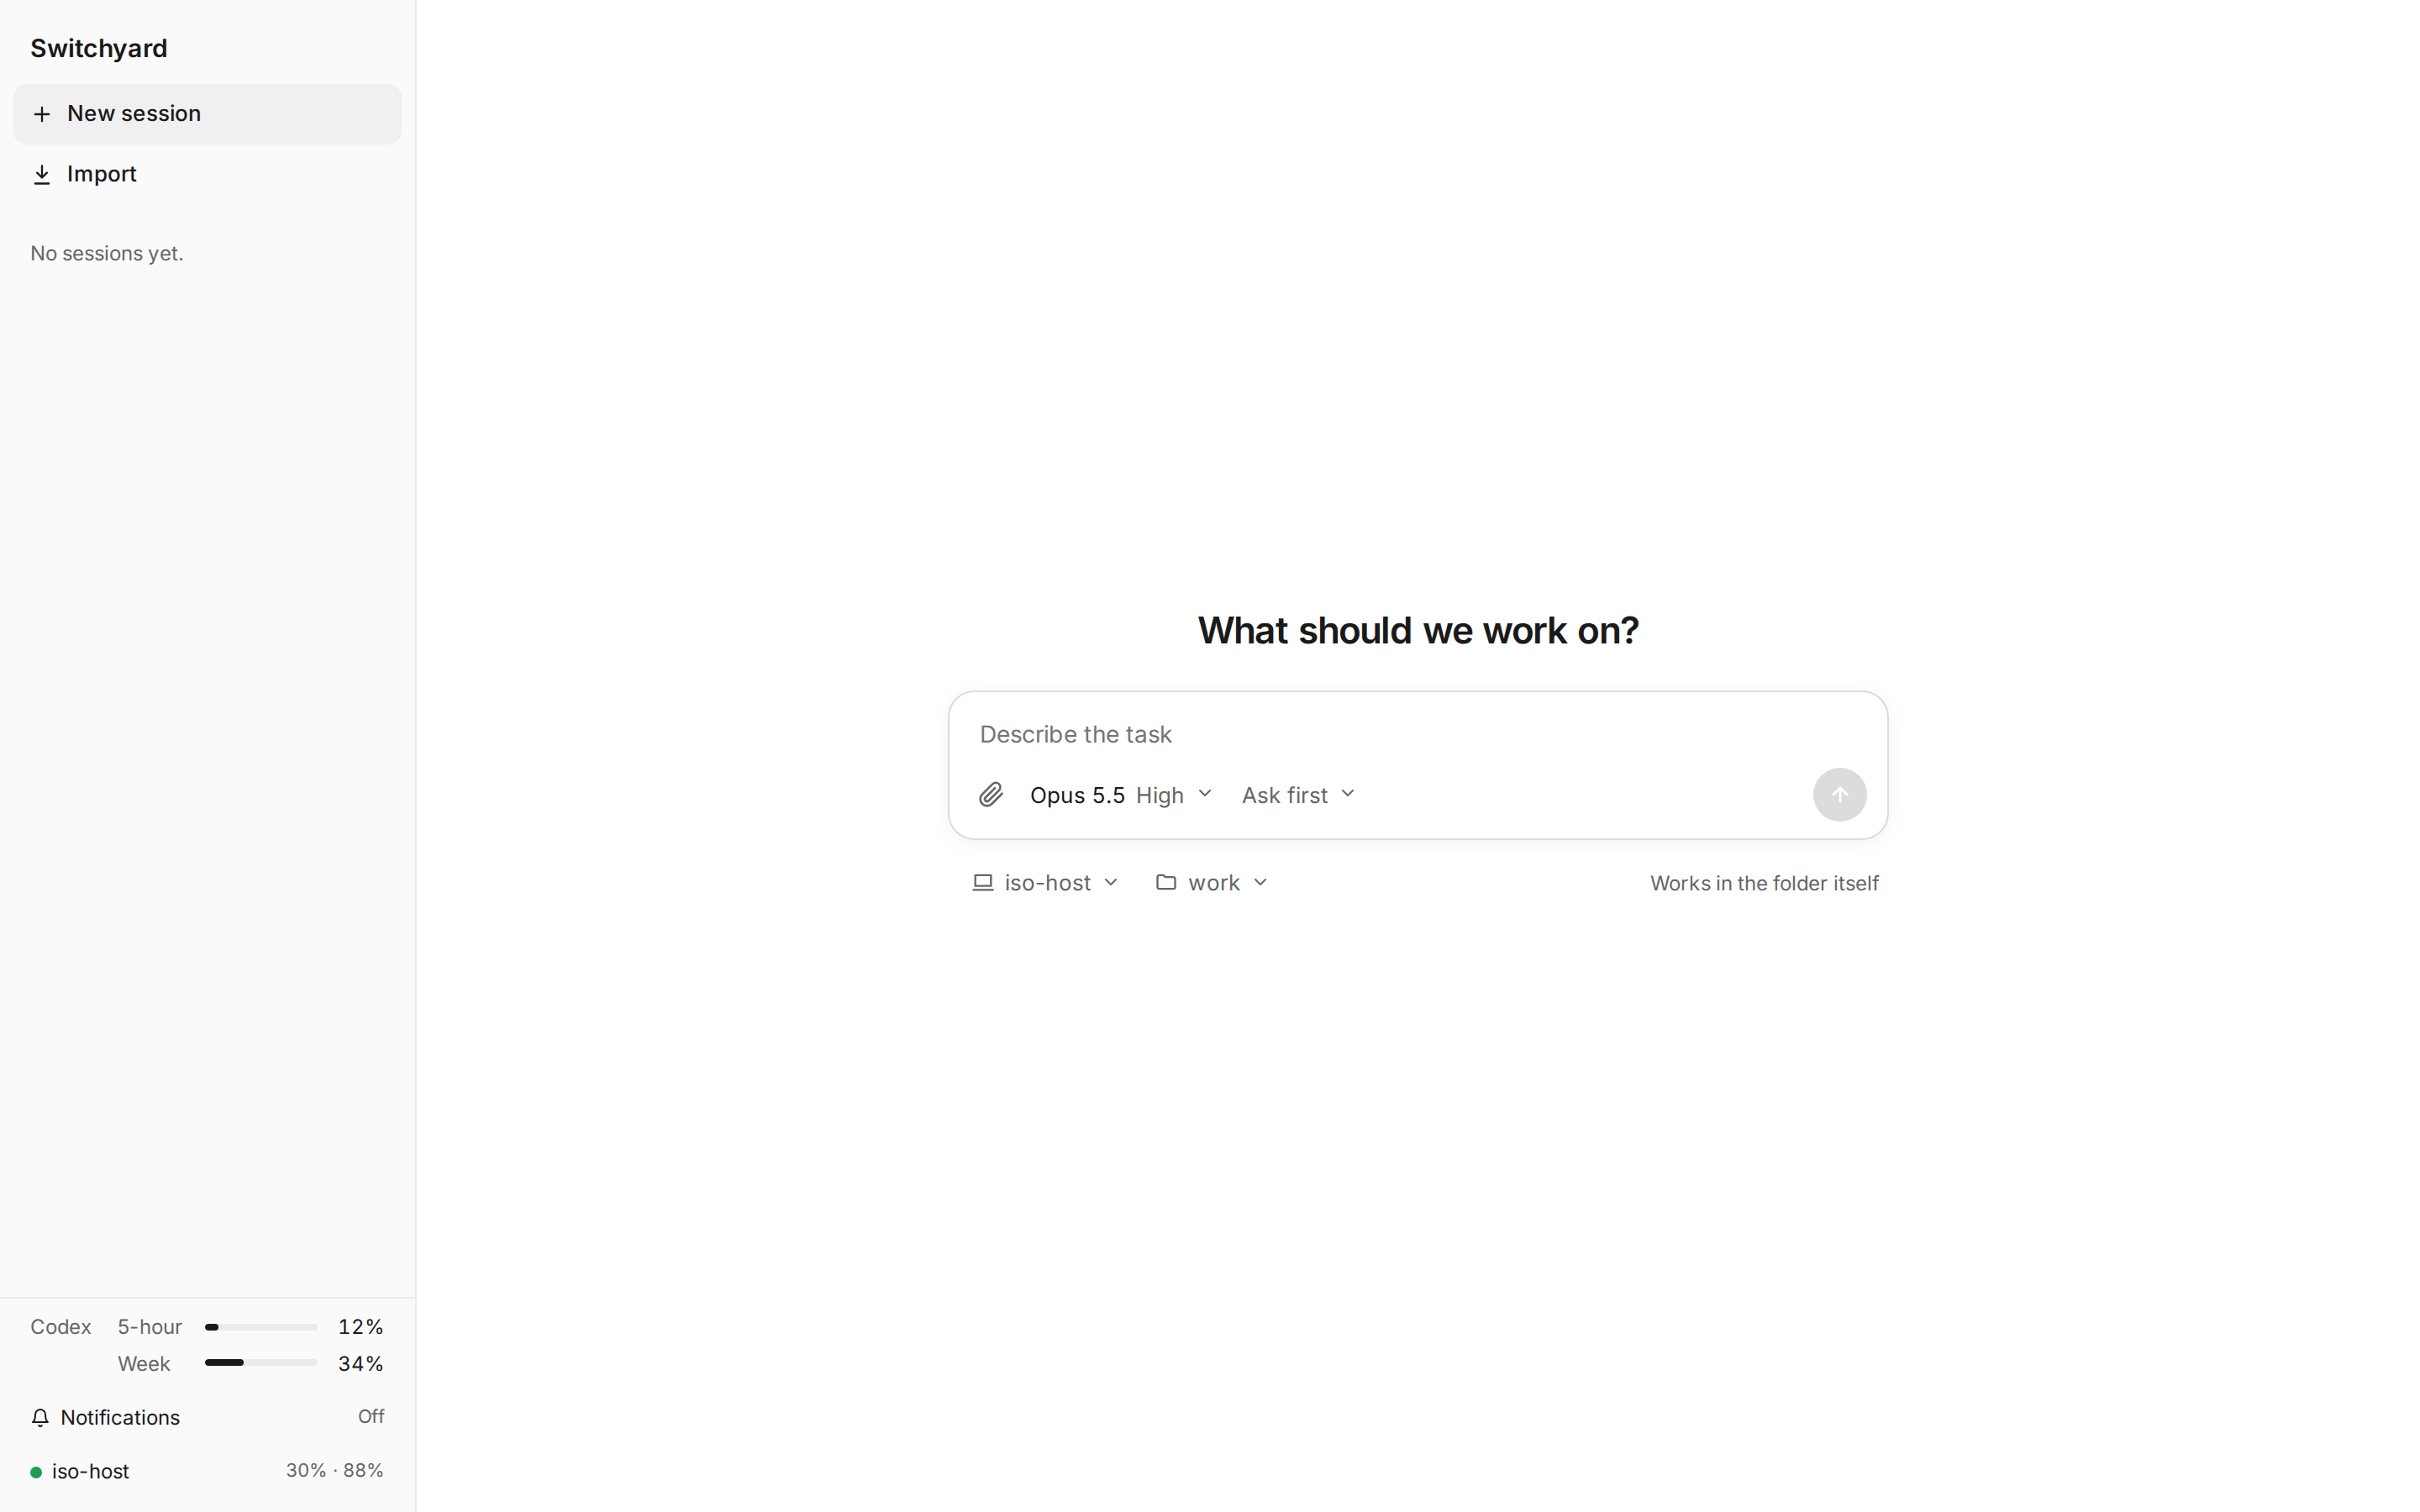 Switchyard
New session
Import
No sessions yet.
What should we work on?
Describe the task
Opus 5.5 High Ask first
iso-host work Works in the folder itself
Codex 5-hour 12%
Week 34%
Notifications Off
iso-host 30% · 88%